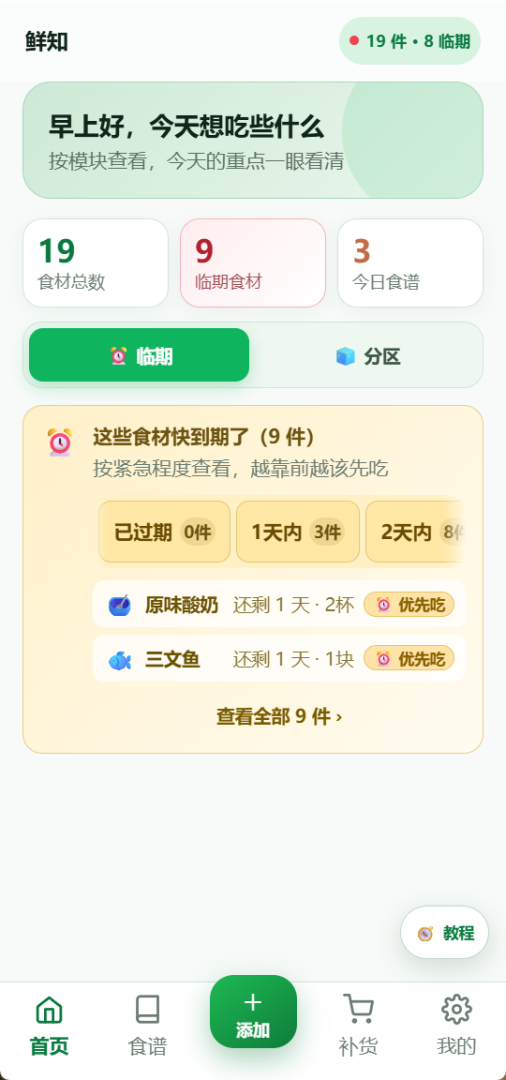 鲜知
19 件 • 8 临期
早上好，今天想吃些什么
按模块查看，今天的重点一眼看清
19
食材总数
9
临期食材
3
今日食谱
临期
分区
这些食材快到期了（9 件）
按紧急程度查看，越靠前越该先吃
已过期 0件
1天内 3件
2天内 8件
原味酸奶 还剩 1 天 · 2杯 优先吃
三文鱼 还剩 1 天 · 1块 优先吃
查看全部 9 件 ›
教程
首页
食谱
添加
补货
我的